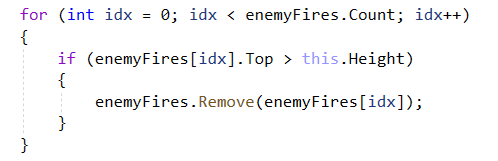 for (int idx = 0; idx < enemyFires.Count; idx++)
{
    if (enemyFires[idx].Top > this.Height)
    {
        enemyFires.Remove(enemyFires[idx]);
    }
}